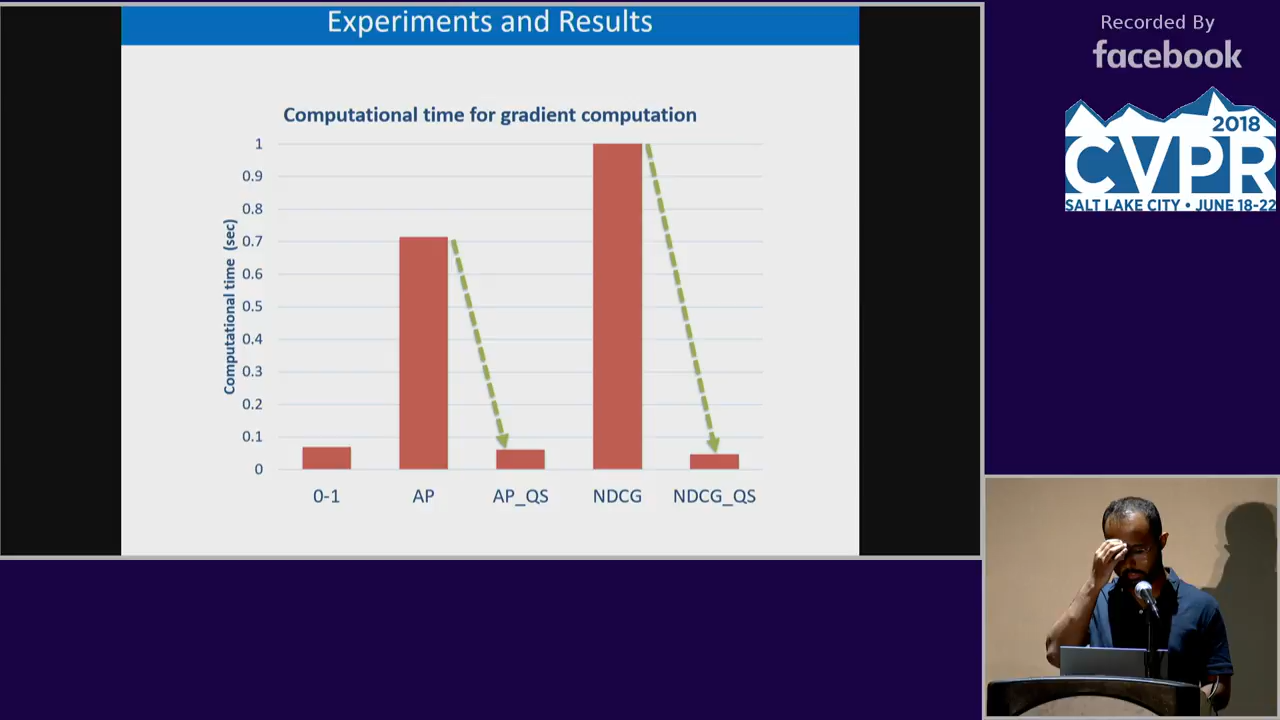 Experiments and Results
Computational time for gradient computation
Computational time (sec)
1
0.9
0.8
0.7
0.6
0.5
0.4
0.3
0.2
0.1
0
0-1
AP
AP_QS
NDCG
NDCG_QS
Recorded By
facebook
2018
CVPR
SALT LAKE CITY • JUNE 18-22